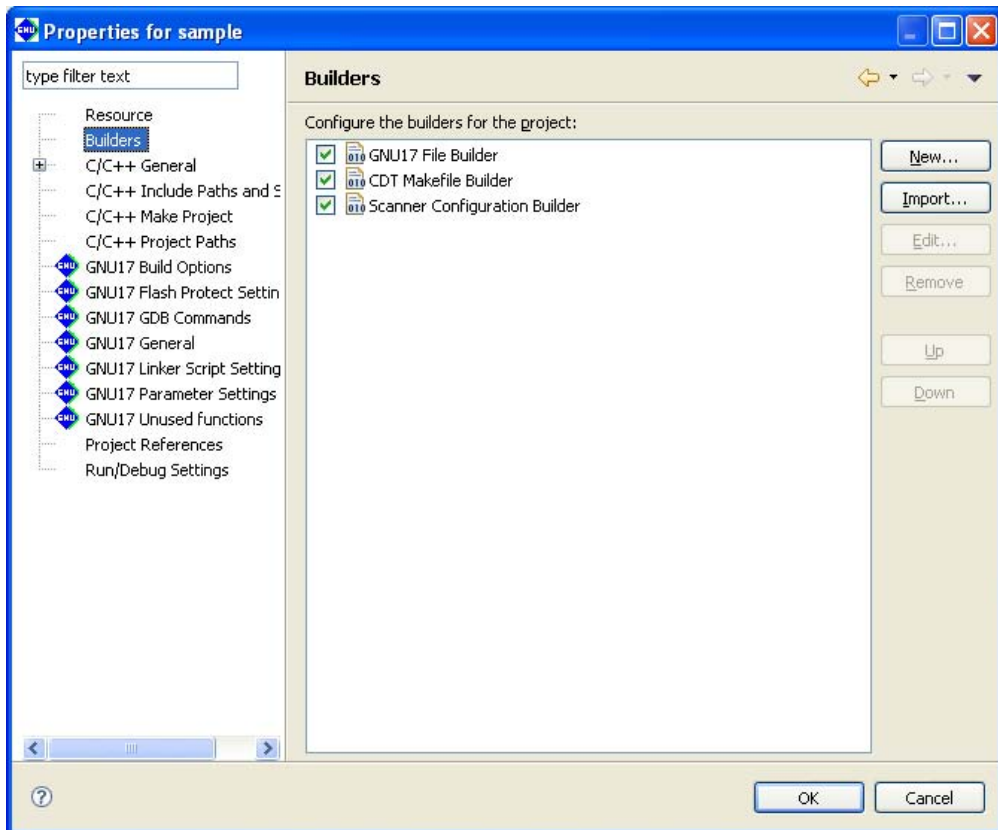 Properties for sample
type filter text
Builders
Resource
Builders
C/C++ General
C/C++ Include Paths and S
C/C++ Make Project
C/C++ Project Paths
GNU17 Build Options
GNU17 Flash Protect Settin
GNU17 GDB Commands
GNU17 General
GNU17 Linker Script Setting
GNU17 Parameter Settings
GNU17 Unused functions
Project References
Run/Debug Settings
Configure the builders for the project:
GNU17 File Builder
CDT Makefile Builder
Scanner Configuration Builder
New...
Import...
Edit...
Remove
Up
Down
OK
Cancel